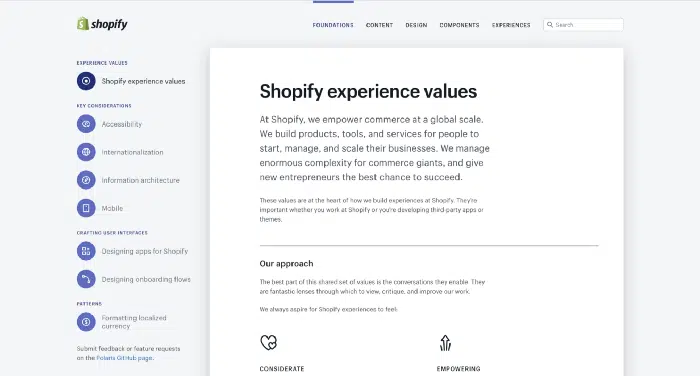 shopify
FOUNDATIONS
CONTENT
DESIGN
COMPONENTS
EXPERIENCES
Search
EXPERIENCE VALUES
Shopify experience values
KEY CONSIDERATIONS
Accessibility
Internationalization
Information architecture
Mobile
CRAFTING USER INTERFACES
Designing apps for Shopify
Designing onboarding flows
PATTERNS
Formatting localized
currency
Submit feedback or feature requests
on the Polaris GitHub page.
Shopify experience values
At Shopify, we empower commerce at a global scale.
We build products, tools, and services for people to
start, manage, and scale their businesses. We manage
enormous complexity for commerce giants, and give
new entrepreneurs the best chance to succeed.
These values are at the heart of how we build experiences at Shopify. They're
important whether you work at Shopify or you're developing third-party apps or
themes.
Our approach
The best part of this shared set of values is the conversations they enable. They
are fantastic lenses through which to view, critique, and improve our work.
We always aspire for Shopify experiences to feel:
CONSIDERATE
EMPOWERING